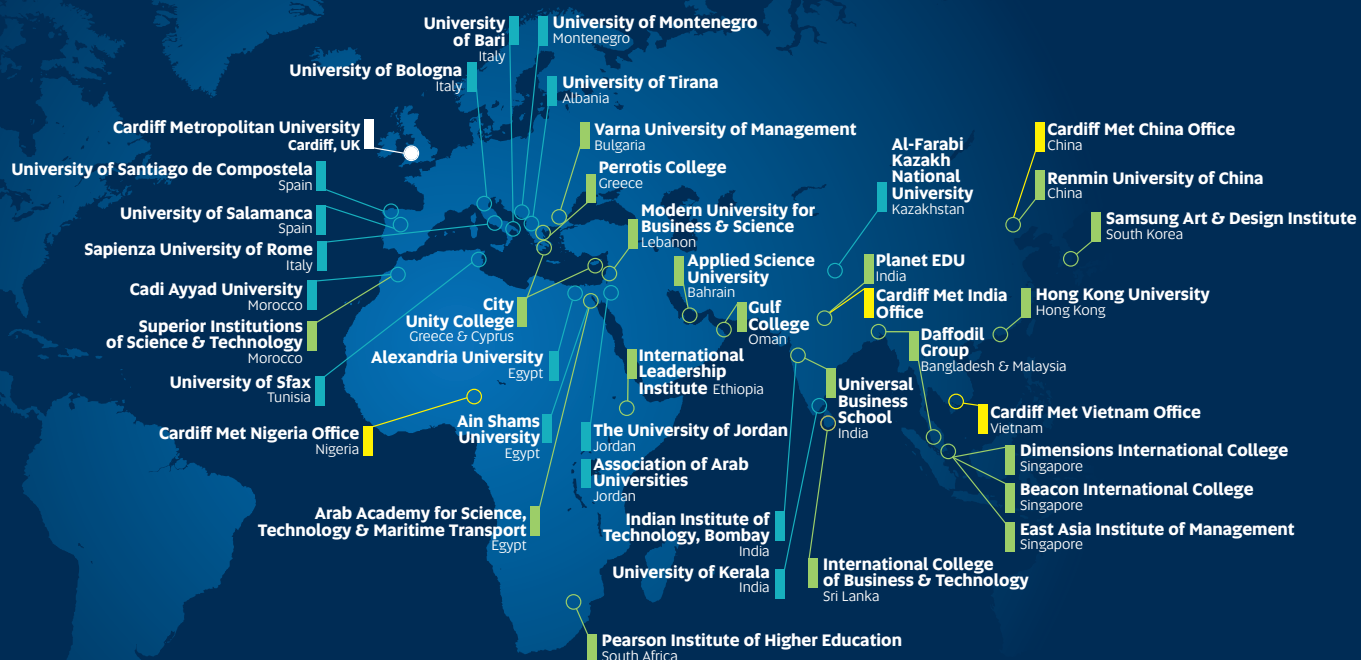 University
of Bari
Italy
University of Montenegro
Montenegro
University of Bologna
Italy
University of Tirana
Albania
Cardiff Metropolitan University
Cardiff, UK
Varna University of Management
Bulgaria
Perrotis College
Greece
University of Santiago de Compostela
Spain
University of Salamanca
Spain
Sapienza University of Rome
Italy
Cadi Ayyad University
Morocco
Superior Institutions
of Science & Technology
Morocco
University of Sfax
Tunisia
Cardiff Met Nigeria Office
Nigeria
Modern University for
Business & Science
Lebanon
Applied Science
University
Bahrain
Gulf
College
Oman
City
Unity College
Greece & Cyprus
Alexandria University
Egypt
Ain Shams
University
Egypt
Arab Academy for Science,
Technology & Maritime Transport
Egypt
International
Leadership
Institute Ethiopia
The University of Jordan
Jordan
Association of Arab
Universities
Jordan
Indian Institute of
Technology, Bombay
India
University of Kerala
India
Pearson Institute of Higher Education
South Africa
Al-Farabi
Kazakh
National
University
Kazakhstan
Planet EDU
India
Cardiff Met India
Office
Daffodil
Group
Bangladesh & Malaysia
Universal
Business
School
India
International College
of Business & Technology
Sri Lanka
Cardiff Met China Office
China
Renmin University of China
China
Samsung Art & Design Institute
South Korea
Hong Kong University
Hong Kong
Cardiff Met Vietnam Office
Vietnam
Dimensions International College
Singapore
Beacon International College
Singapore
East Asia Institute of Management
Singapore